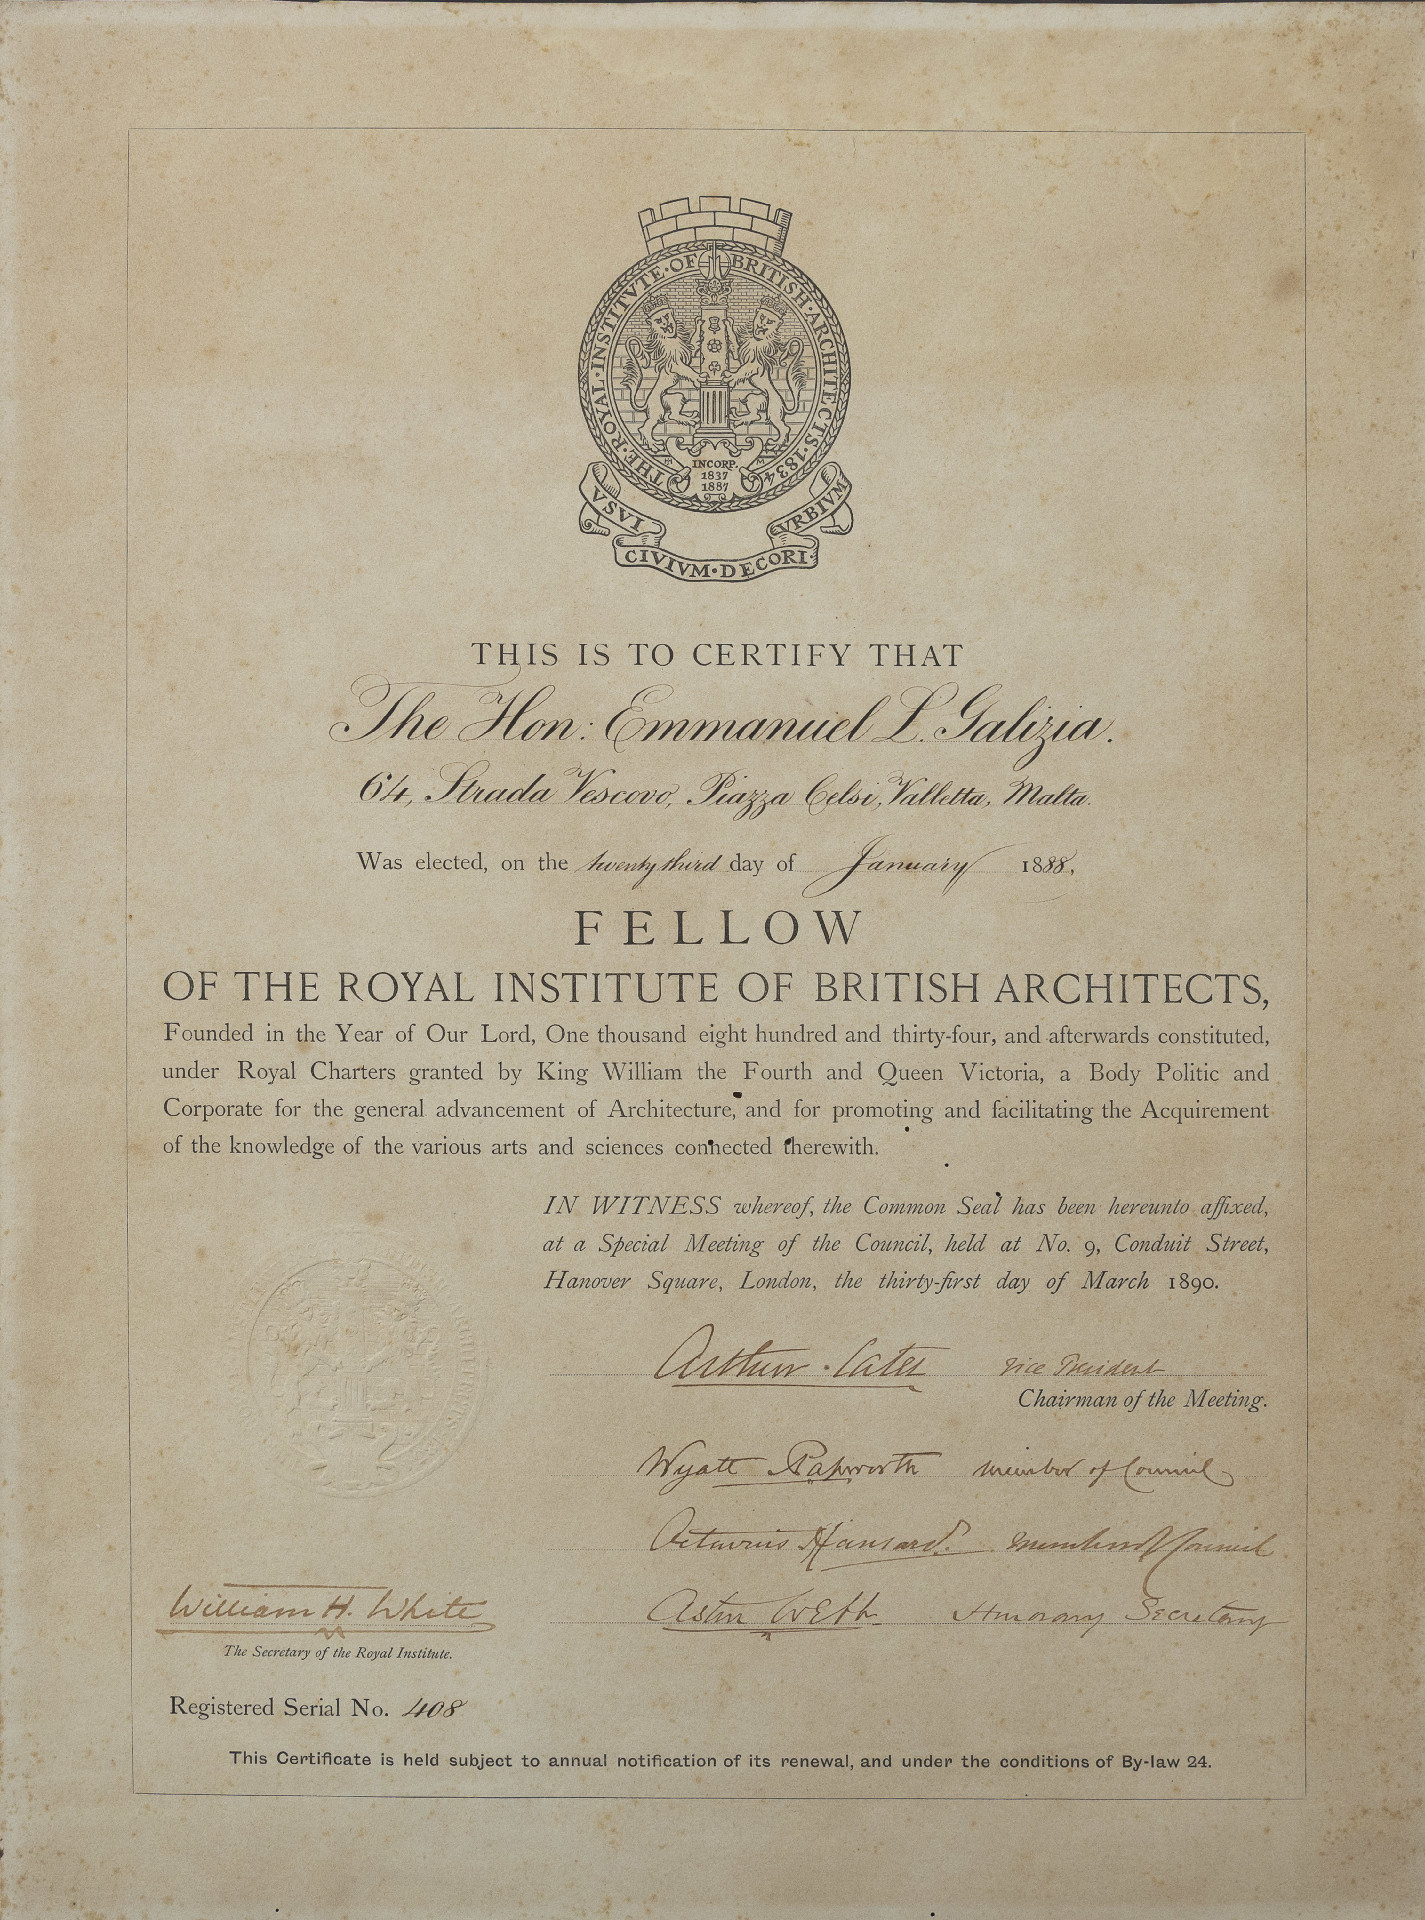 THE·ROYAL·INSTITVTE·OF·BRITISH·ARCHITECTS·1834
INCORP.
1837
1887
VSVI
CIVIVM·DECORI·
VRBIVM
THIS IS TO CERTIFY THAT
The Hon: Emmanuel L. Galizia.
64, Strada Vescovo, Piazza Celsi, Valletta, Malta.
Was elected, on the twenty third day of January 1888,
FELLOW
OF THE ROYAL INSTITUTE OF BRITISH ARCHITECTS,
Founded in the Year of Our Lord, One thousand eight hundred and thirty-four, and afterwards constituted,
under Royal Charters granted by King William the Fourth and Queen Victoria, a Body Politic and
Corporate for the general advancement of Architecture, and for promoting and facilitating the Acquirement
of the knowledge of the various arts and sciences connected therewith.
IN WITNESS whereof, the Common Seal has been hereunto affixed,
at a Special Meeting of the Council, held at No. 9, Conduit Street,
Hanover Square, London, the thirty-first day of March 1890.
Arthur Cates Vice President
Chairman of the Meeting.
Wyatt Papworth Member of Council
Octavius Hansard Member of Council
Aston Webb Honorary Secretary
William H. White
The Secretary of the Royal Institute.
Registered Serial No. 408
This Certificate is held subject to annual notification of its renewal, and under the conditions of By-law 24.